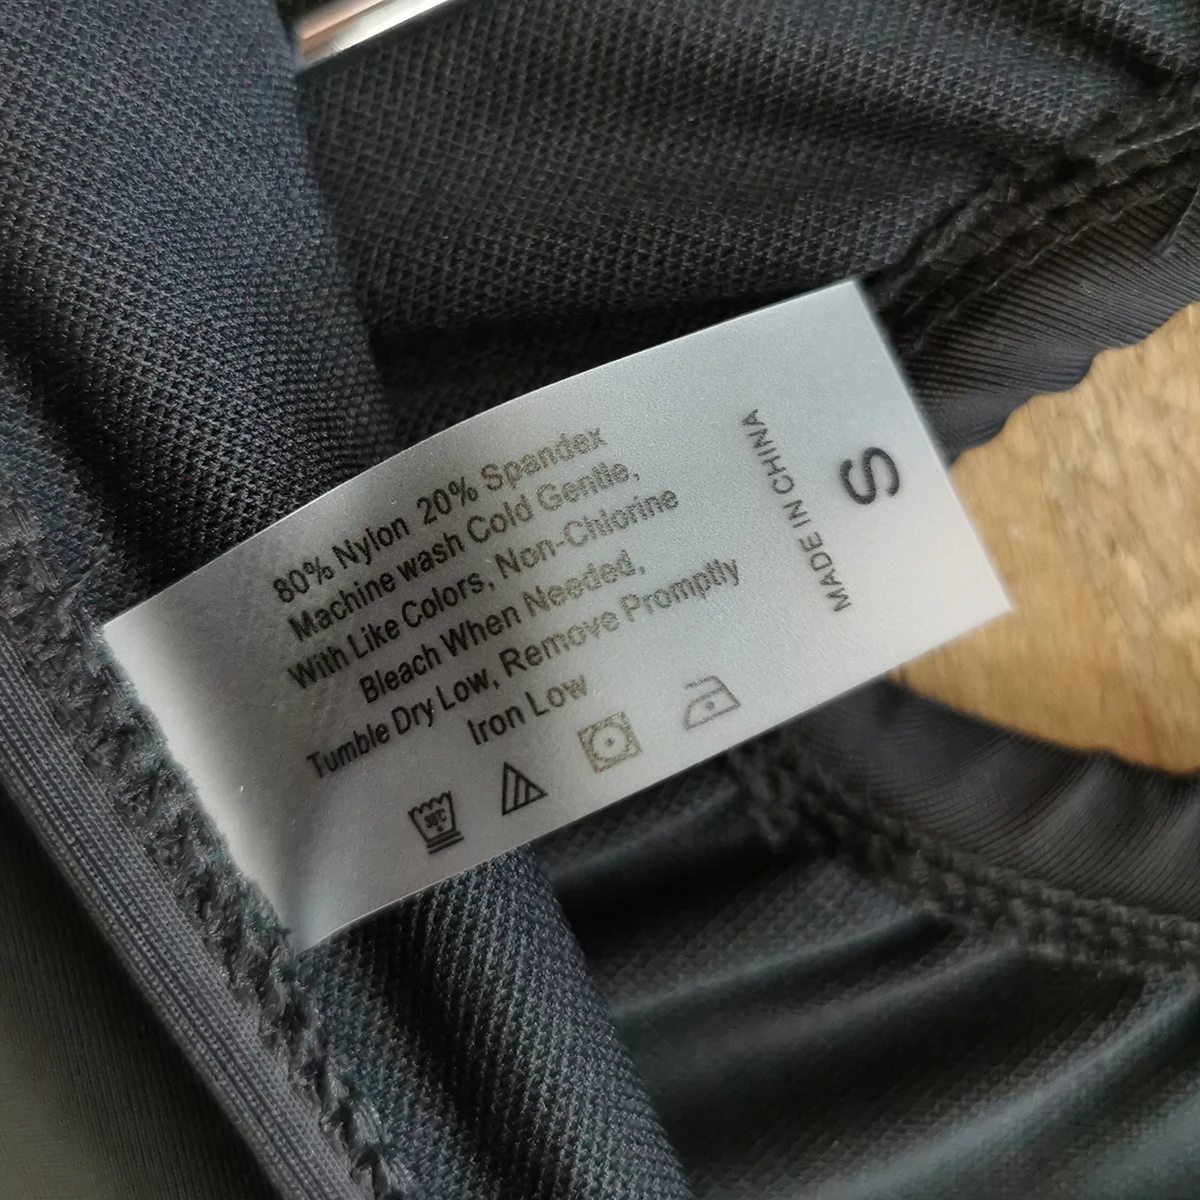 80% Nylon 20% Spandex
Machine wash Cold Gentle,
With Like Colors, Non-Chlorine
Bleach When Needed,
Tumble Dry Low, Remove Promptly
Iron Low
30°C
MADE IN CHINA
S